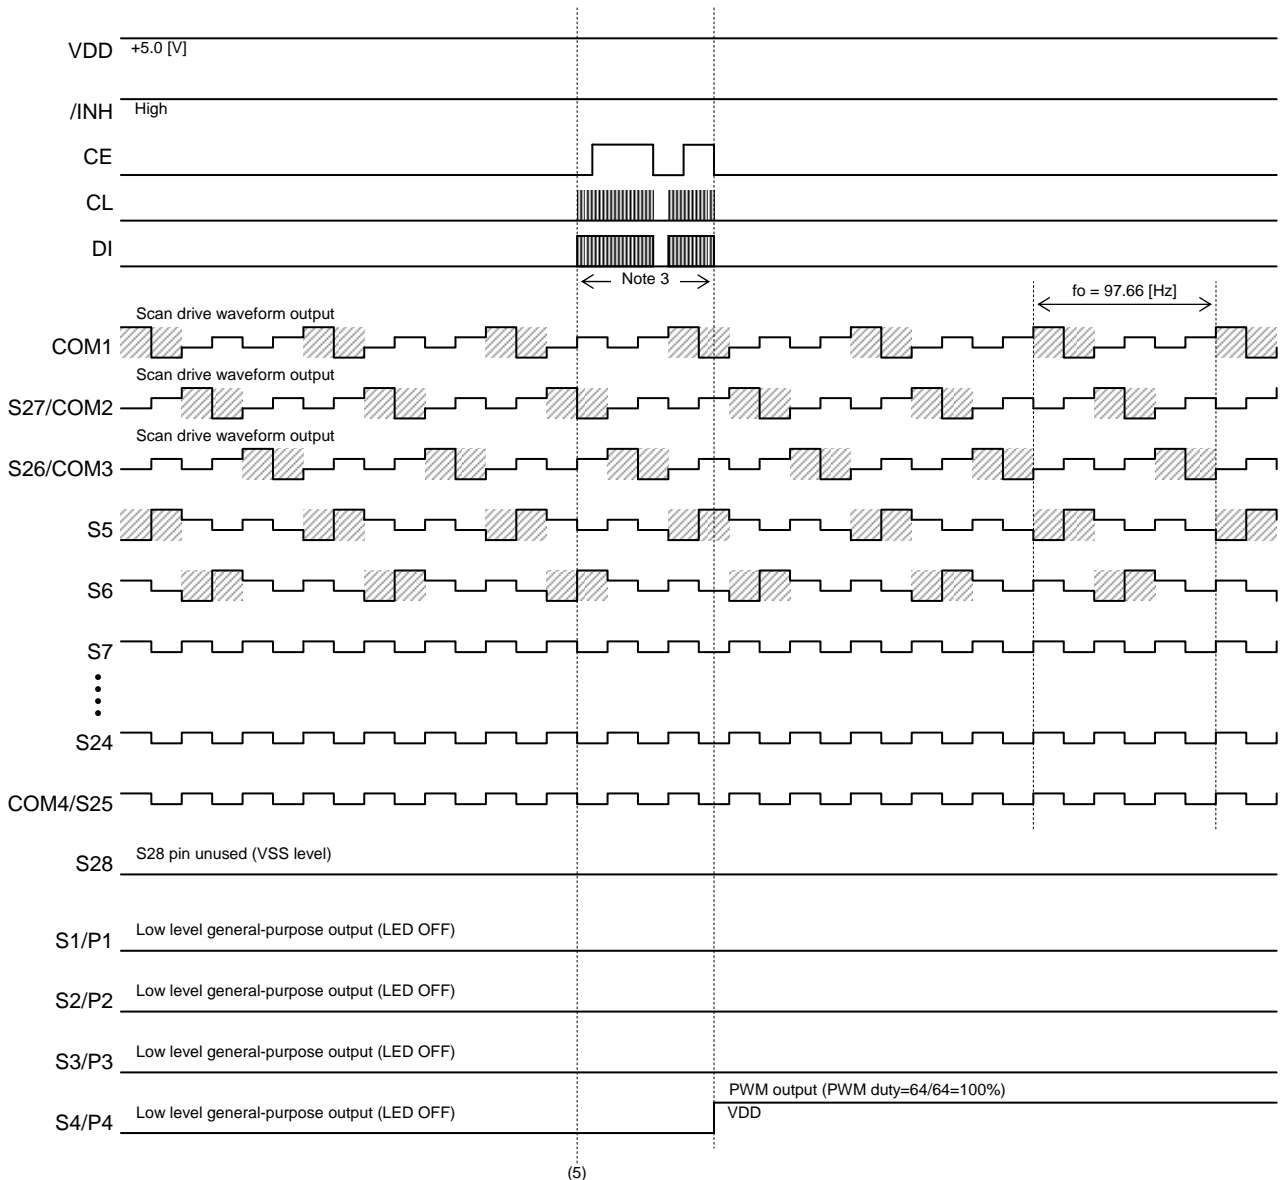 VDD +5.0 [V]
/INH High
CE
CL
DI
Note 3
fo = 97.66 [Hz]
Scan drive waveform output
COM1
Scan drive waveform output
S27/COM2
Scan drive waveform output
S26/COM3
S5
S6
S7
S24
COM4/S25
S28 S28 pin unused (VSS level)
S1/P1 Low level general-purpose output (LED OFF)
S2/P2 Low level general-purpose output (LED OFF)
S3/P3 Low level general-purpose output (LED OFF)
PWM output (PWM duty=64/64=100%)
S4/P4 Low level general-purpose output (LED OFF) VDD
(5)